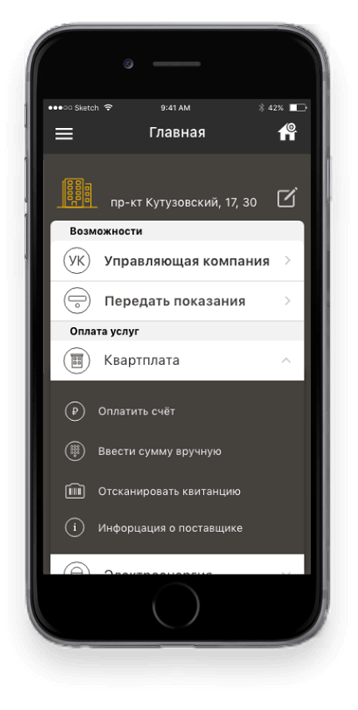 Sketch 9:41 AM 42%
Главная
пр-кт Кутузовский, 17, 30
Возможности
УК Управляющая компания
Передать показания
Оплата услуг
Квартплата
₽ Оплатить счёт
Ввести сумму вручную
Отсканировать квитанцию
i Инфорцация о поставщике
Электроэнергия